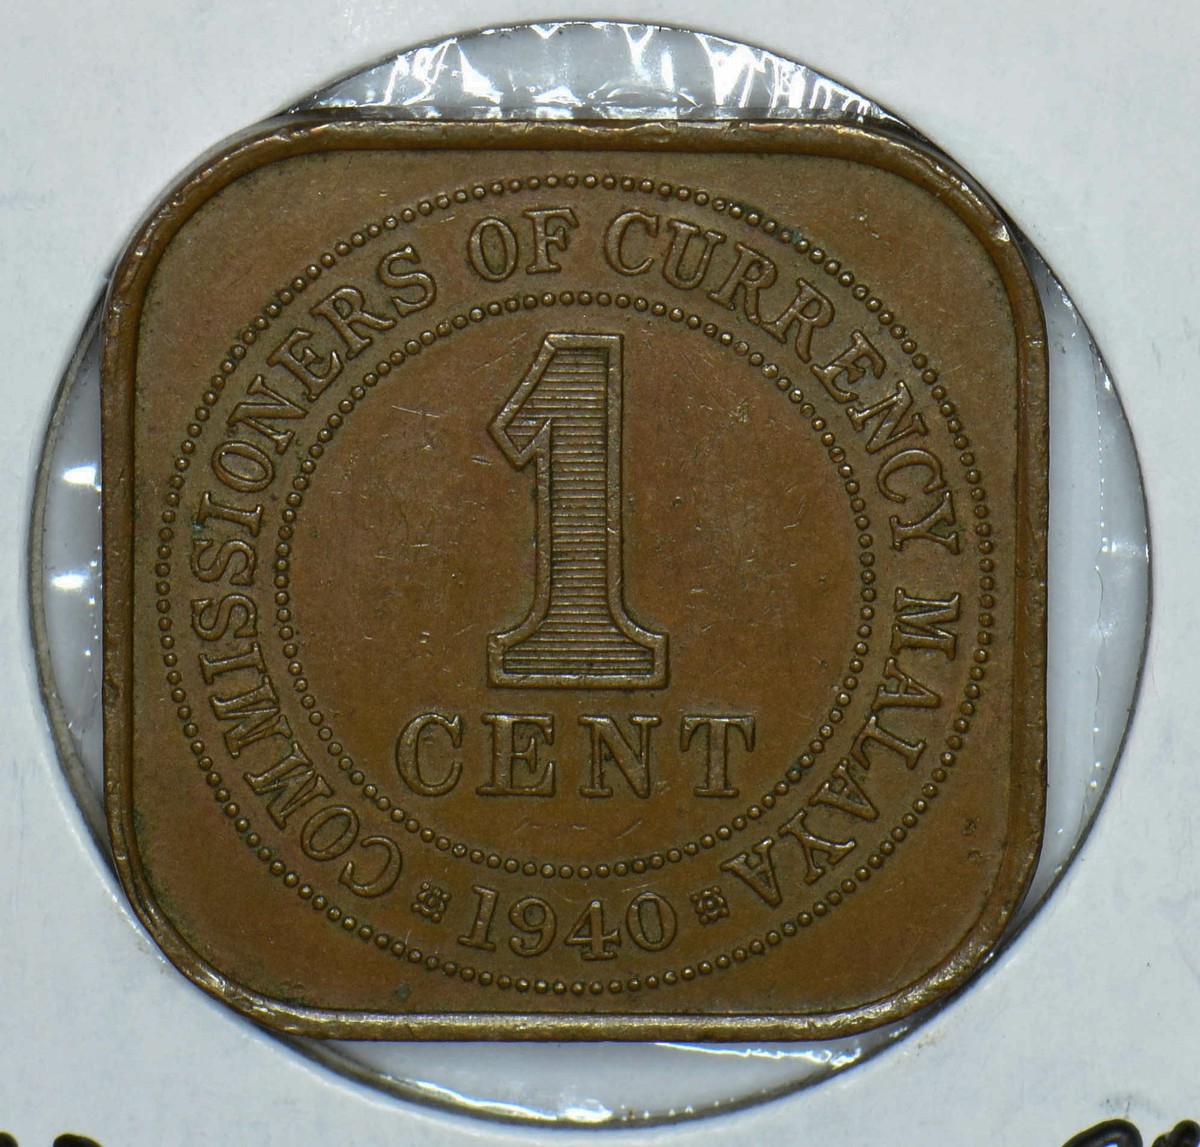 COMMISSIONERS OF CURRENCY MALAYA
1
CENT
1940